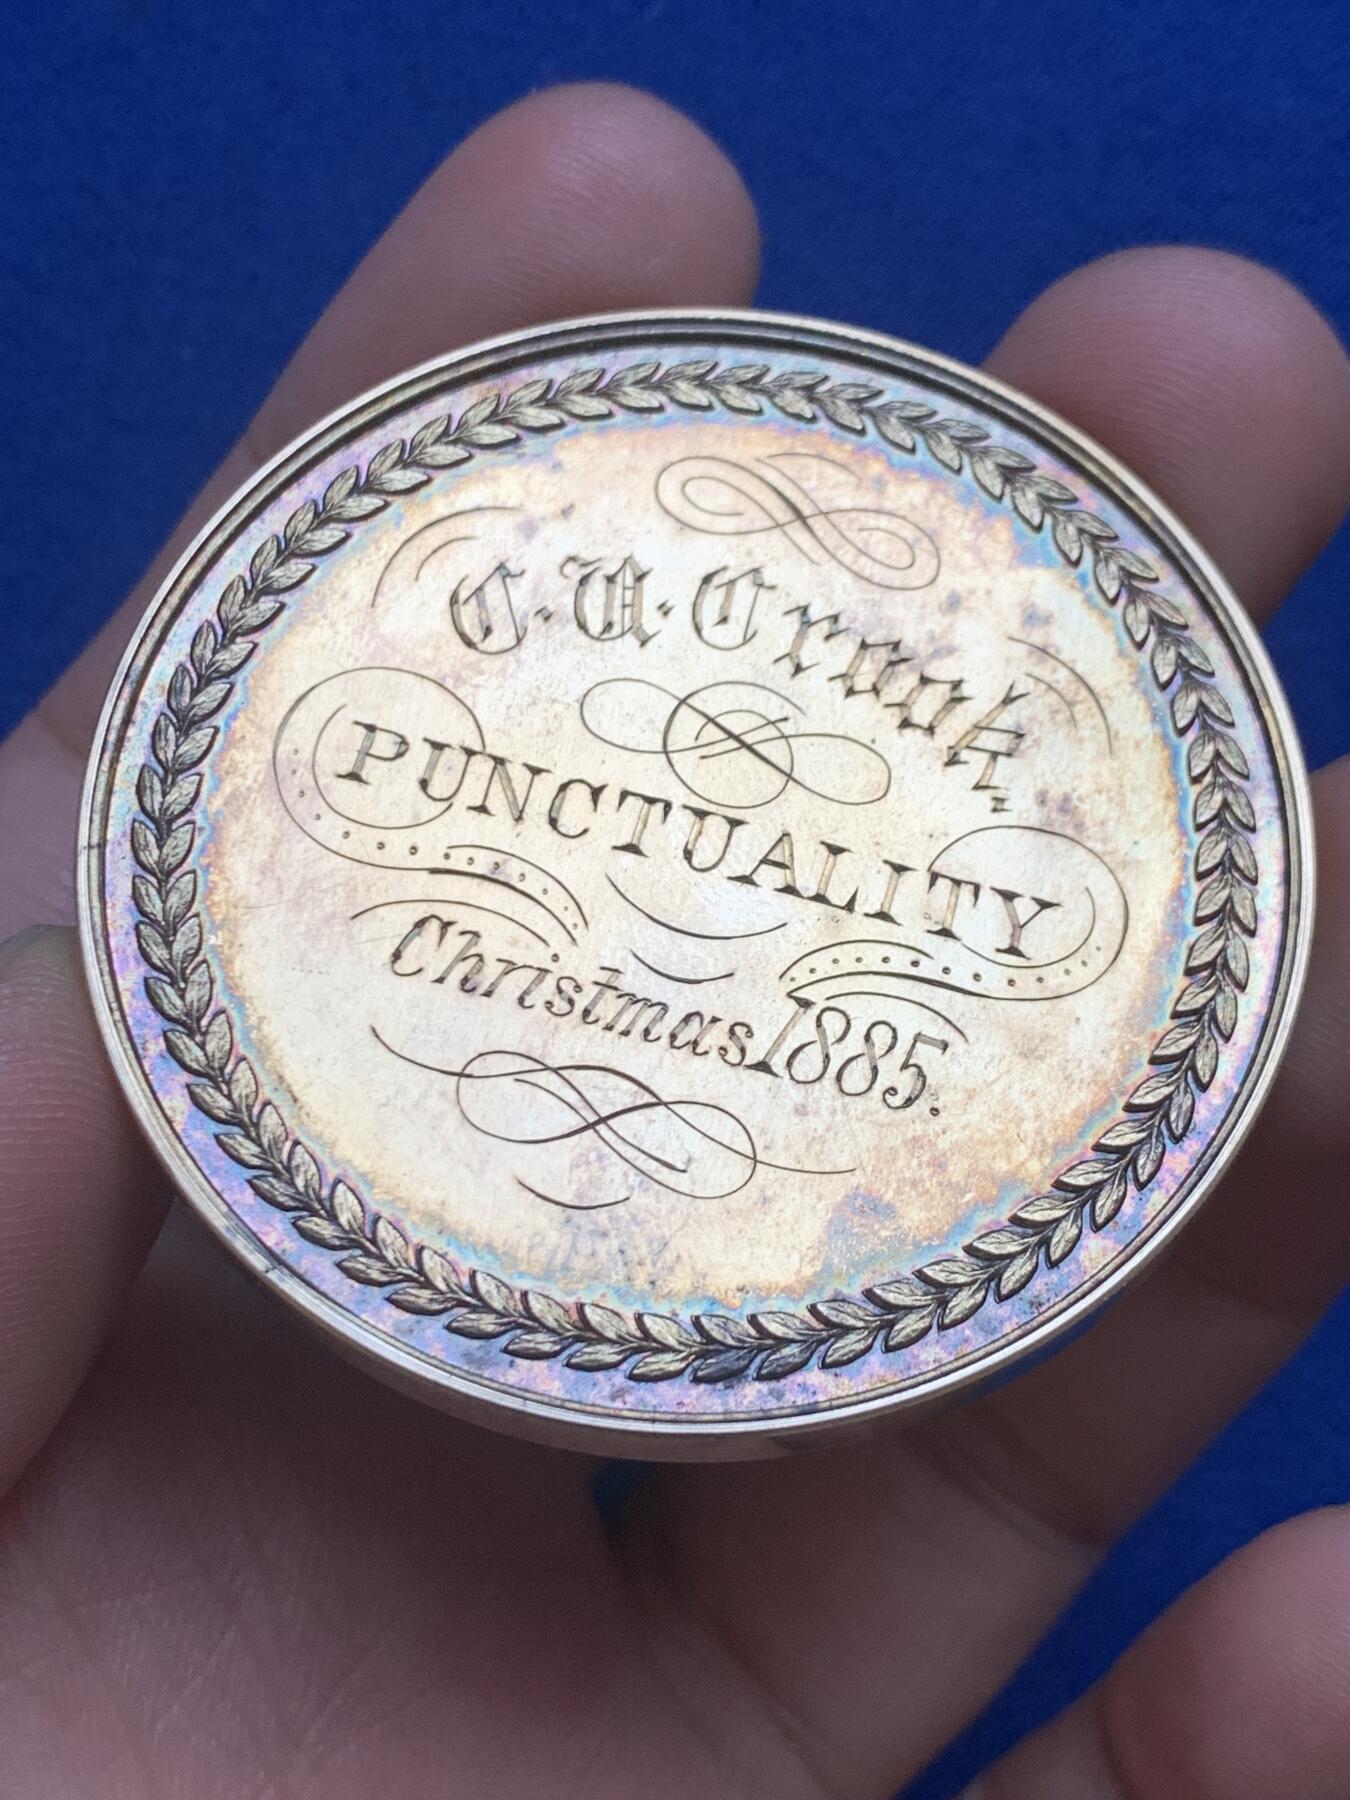 C.U.Crook.
PUNCTUALITY
Christmas 1885.